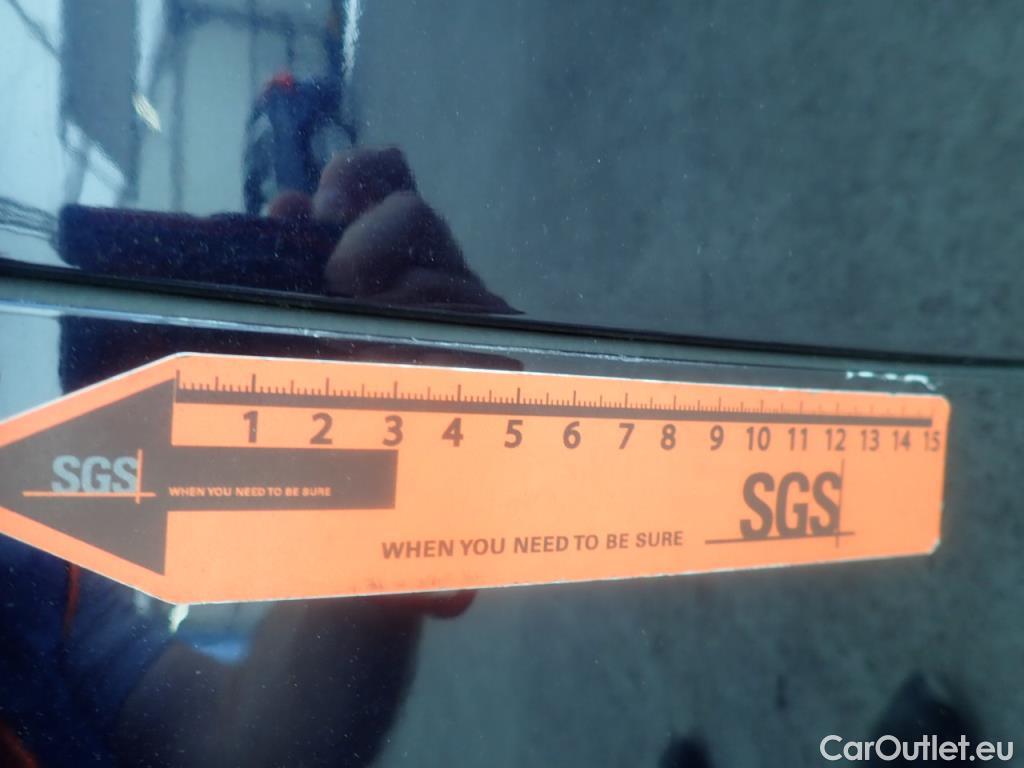 1 2 3 4 5 6 7 8 9 10 11 12 13 14 15
SGS
WHEN YOU NEED TO BE SURE
SGS
WHEN YOU NEED TO BE SURE
CarOutlet.eu